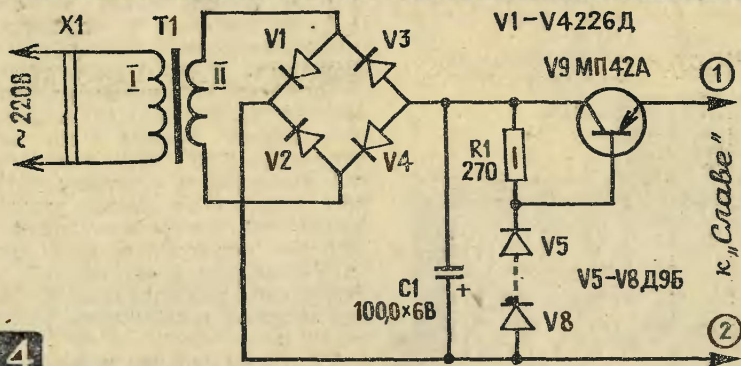 X1
T1
~220В
I
II
V1
V3
V2
V4
V1-V4226Д
V9 МП42А
1
R1
270
C1
100,0×6В
+
V5
V5-V8Д9Б
V8
к „Славе"
2
4